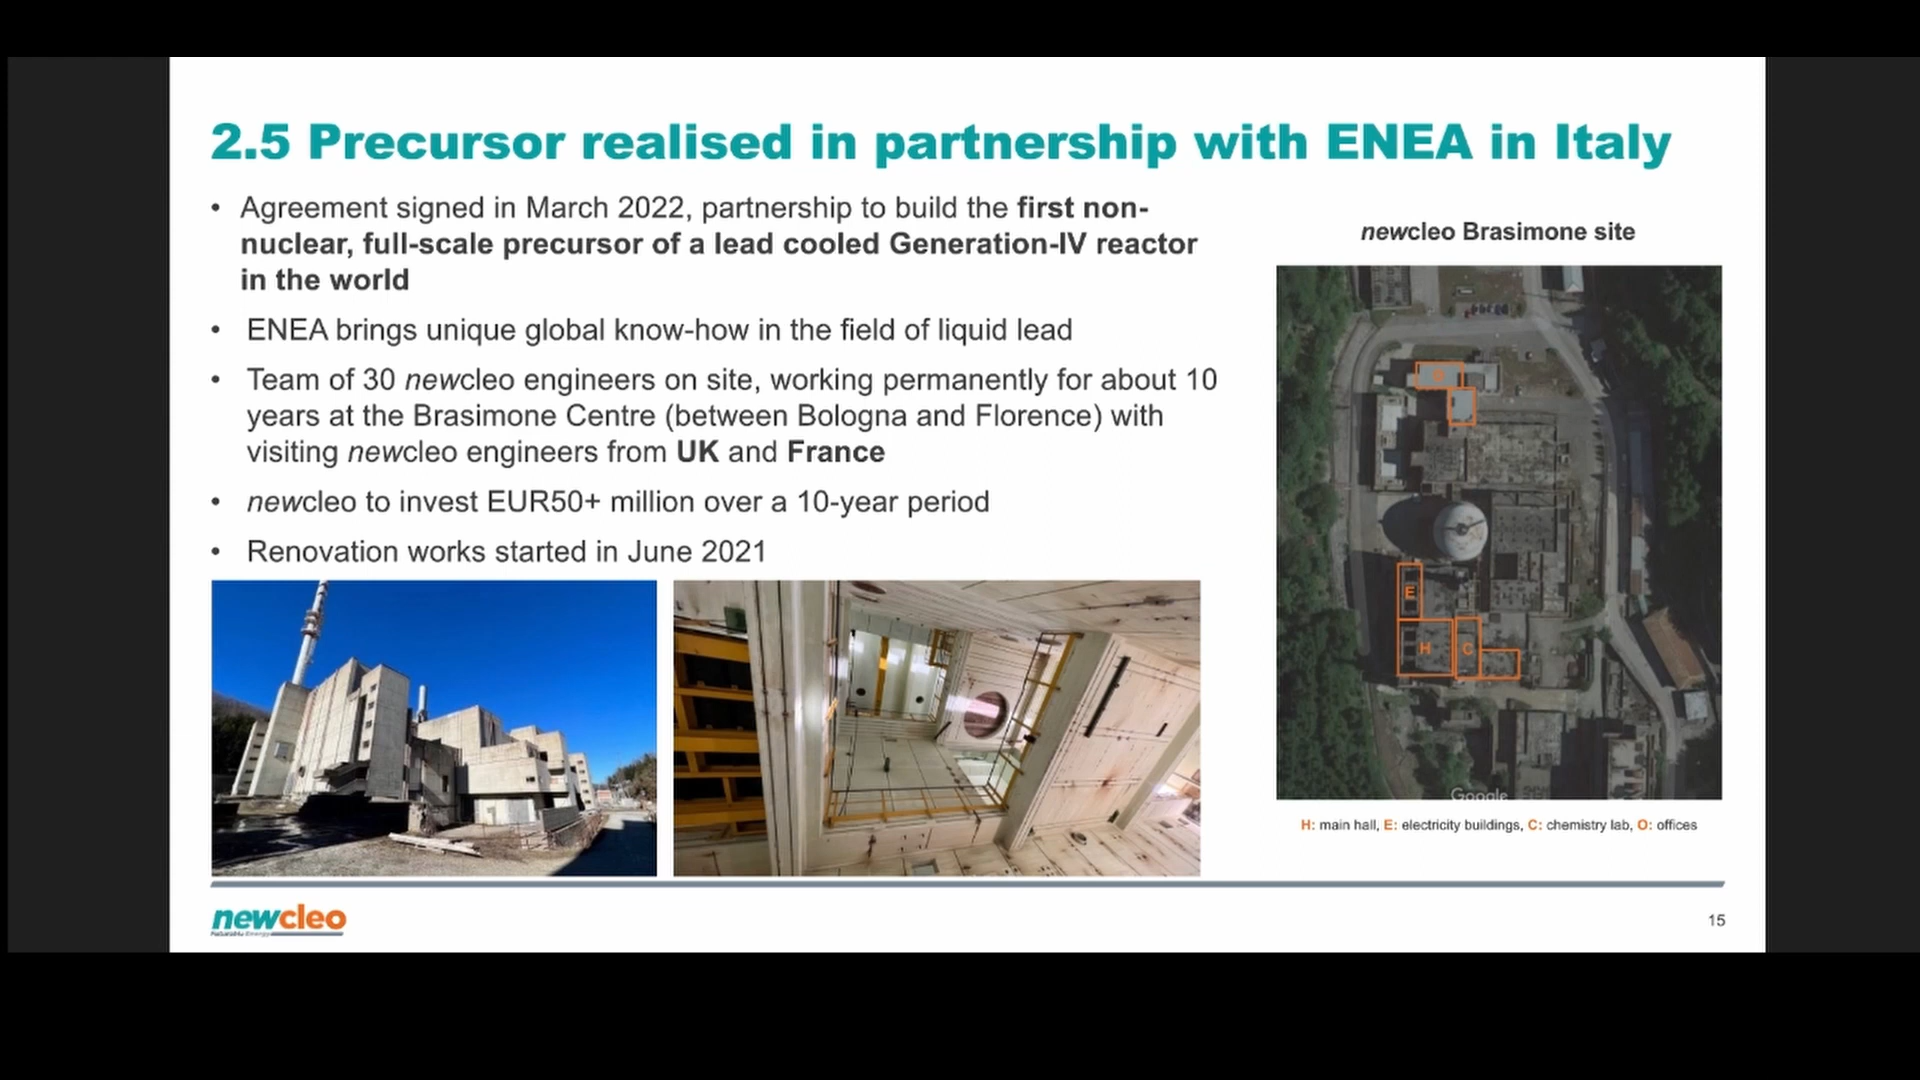 2.5 Precursor realised in partnership with ENEA in Italy
• Agreement signed in March 2022, partnership to build the first non-
nuclear, full-scale precursor of a lead cooled Generation-IV reactor
in the world
• ENEA brings unique global know-how in the field of liquid lead
• Team of 30 newcleo engineers on site, working permanently for about 10
years at the Brasimone Centre (between Bologna and Florence) with
visiting newcleo engineers from UK and France
• newcleo to invest EUR50+ million over a 10-year period
• Renovation works started in June 2021
newcleo Brasimone site
O
E
H
C
Google
H: main hall, E: electricity buildings, C: chemistry lab, O: offices
newcleo
Futurable Energy
15